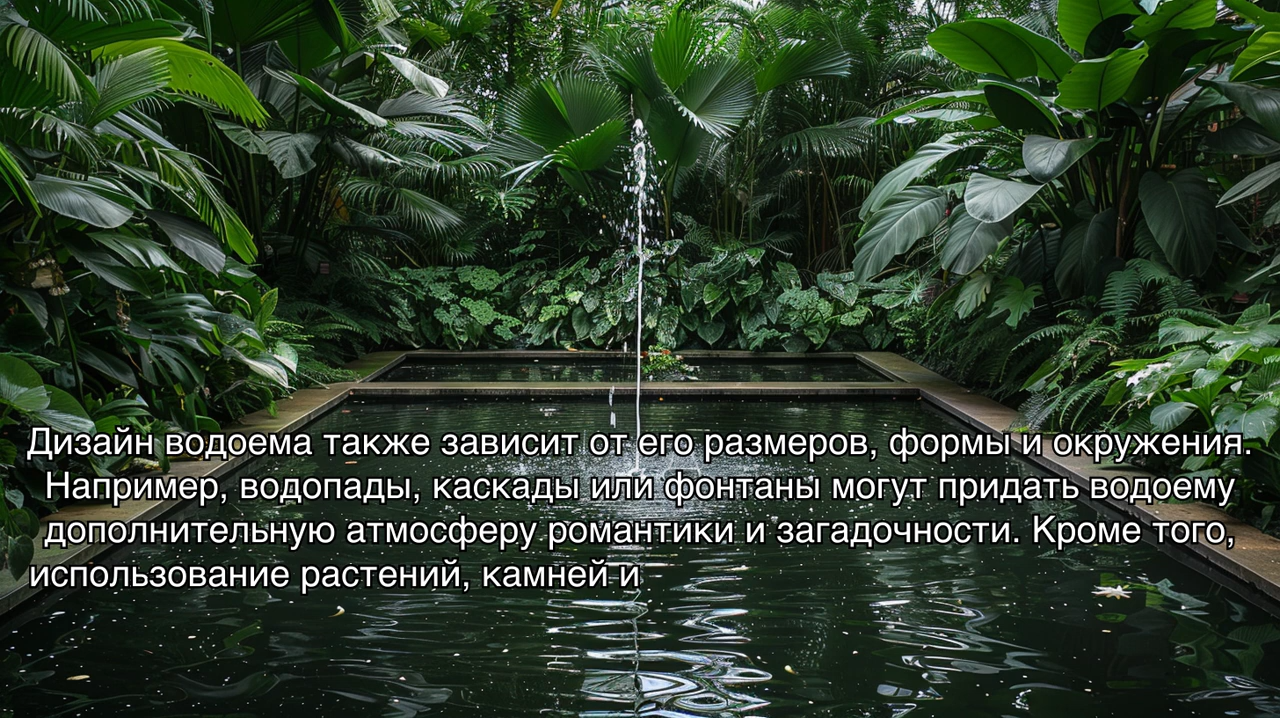 Дизайн водоема также зависит от его размеров, формы и окружения.
Например, водопады, каскады или фонтаны могут придать водоему
дополнительную атмосферу романтики и загадочности. Кроме того,
использование растений, камней и